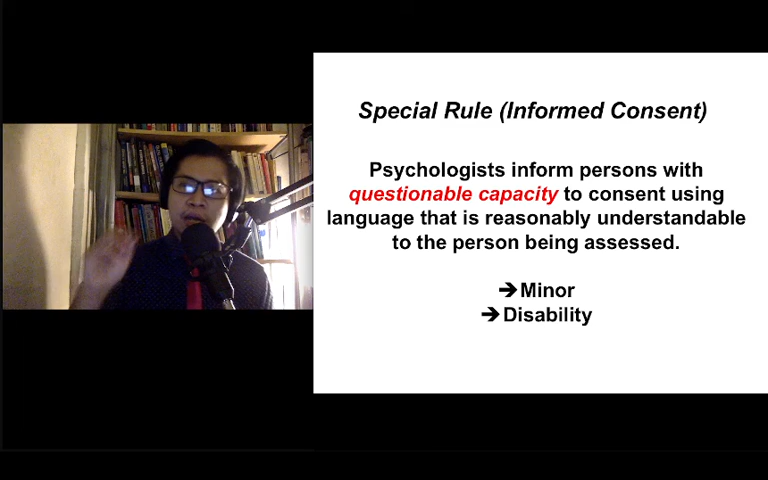 Special Rule (Informed Consent)
Psychologists inform persons with
questionable capacity to consent using
language that is reasonably understandable
to the person being assessed.
➔Minor
➔Disability